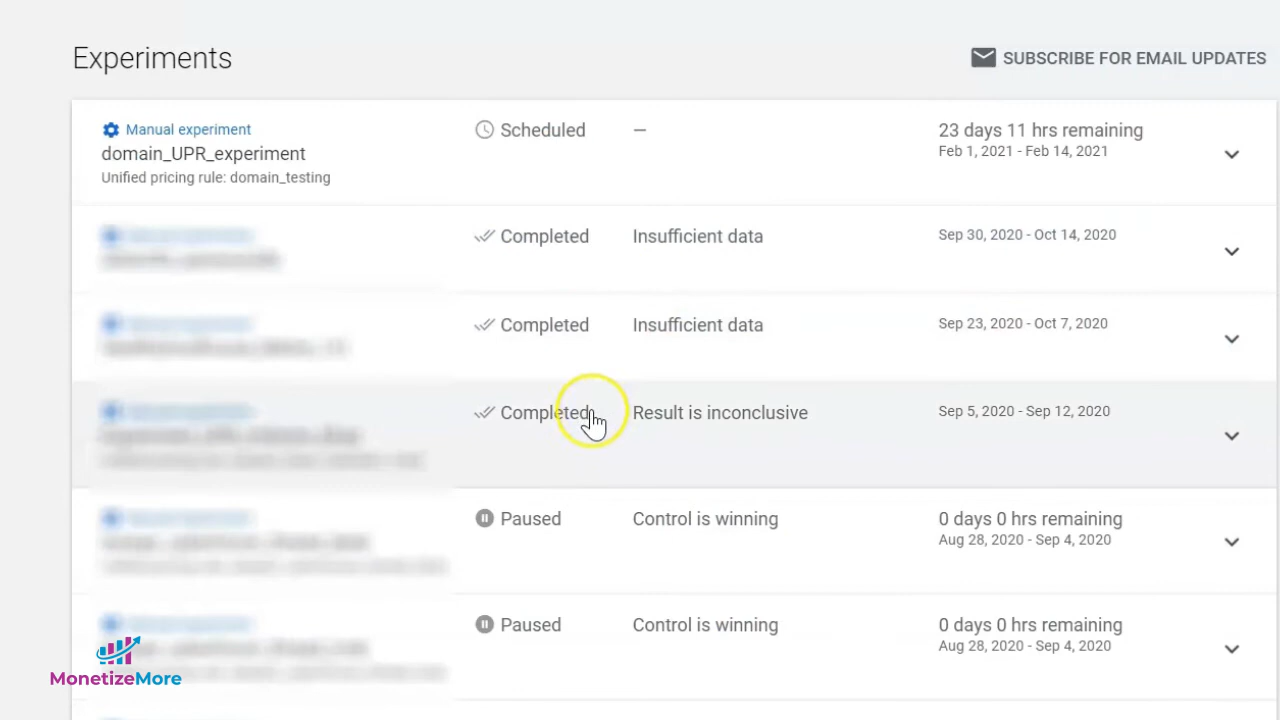 Experiments
SUBSCRIBE FOR EMAIL UPDATES
Manual experiment
domain_UPR_experiment
Unified pricing rule: domain_testing
Scheduled
–
23 days 11 hrs remaining
Feb 1, 2021 - Feb 14, 2021
Completed
Insufficient data
Sep 30, 2020 - Oct 14, 2020
Completed
Insufficient data
Sep 23, 2020 - Oct 7, 2020
Completed
Result is inconclusive
Sep 5, 2020 - Sep 12, 2020
Paused
Control is winning
0 days 0 hrs remaining
Aug 28, 2020 - Sep 4, 2020
Paused
Control is winning
0 days 0 hrs remaining
Aug 28, 2020 - Sep 4, 2020
MonetizeMore